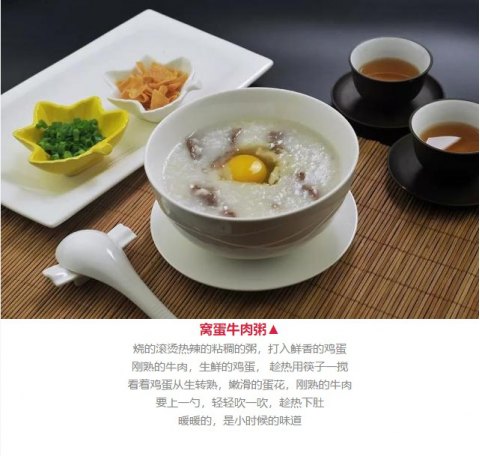 窝蛋牛肉粥▲
烧的滚烫热辣的粘稠的粥，打入鲜香的鸡蛋
刚熟的牛肉，生鲜的鸡蛋， 趁热用筷子一搅
看着鸡蛋从生转熟，嫩滑的蛋花，刚熟的牛肉
要上一勺，轻轻吹一吹，趁热下肚
暖暖的，是小时候的味道